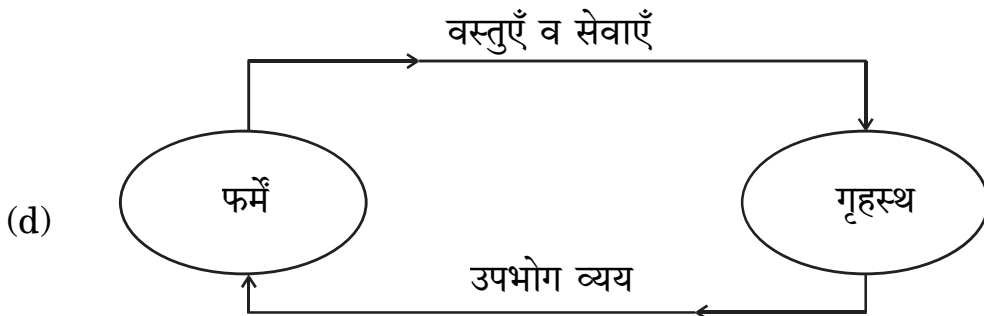 वस्तुएँ व सेवाएँ
(d)
फर्में
गृहस्थ
उपभोग व्यय